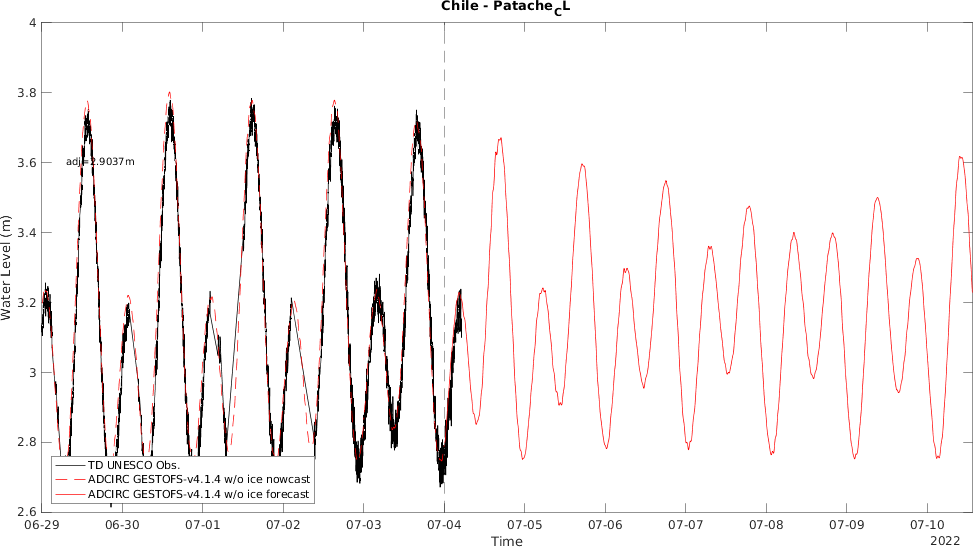 Chile - Patache_CL
4
3.8
3.6
3.4
3.2
3
2.8
2.6
Water Level (m)
adj=2.9037m
TD UNESCO Obs.
ADCIRC GESTOFS-v4.1.4 w/o ice nowcast
ADCIRC GESTOFS-v4.1.4 w/o ice forecast
06-29 06-30 07-01 07-02 07-03 07-04 07-05 07-06 07-07 07-08 07-09 07-10
Time
2022